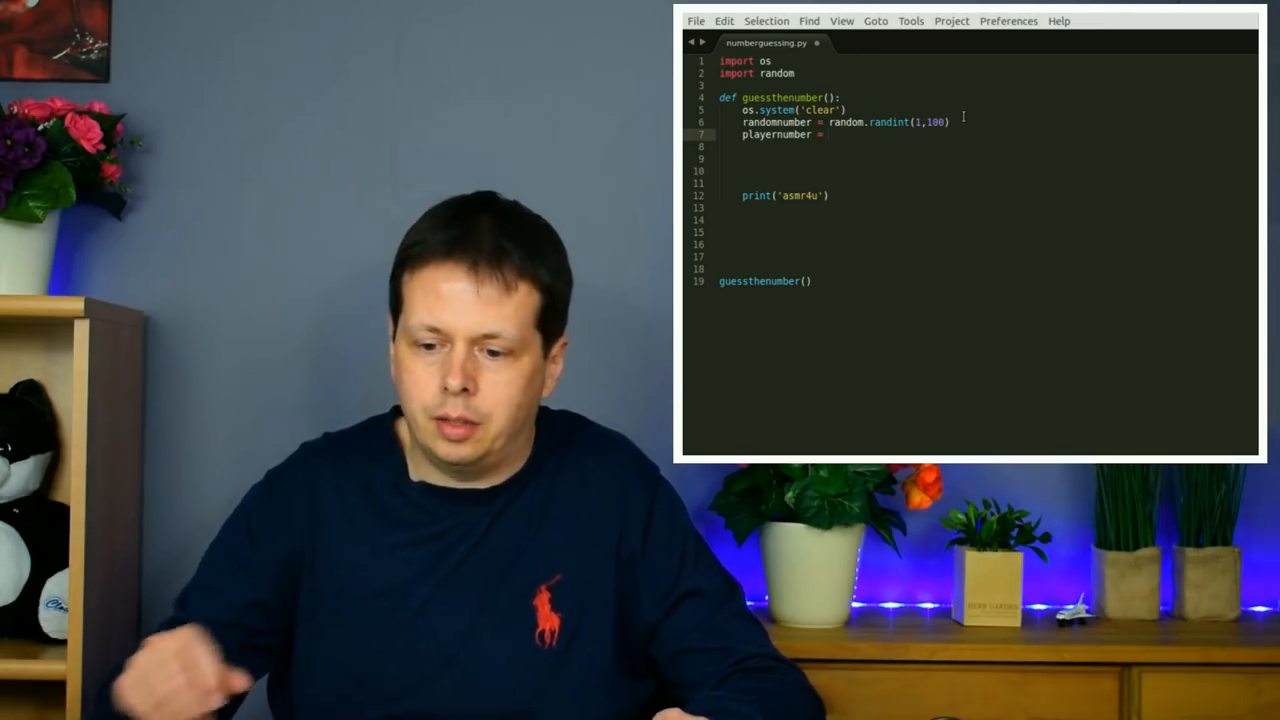 File Edit Selection Find View Goto Tools Project Preferences Help
numberguessing.py
1 import os
2 import random
3
4 def guessthenumber():
5 os.system('clear')
6 randomnumber = random.randint(1,100)
7 playernumber =
8
9
10
11
12 print('asmr4u')
13
14
15
16
17
18
19 guessthenumber()
HERB GARDEN